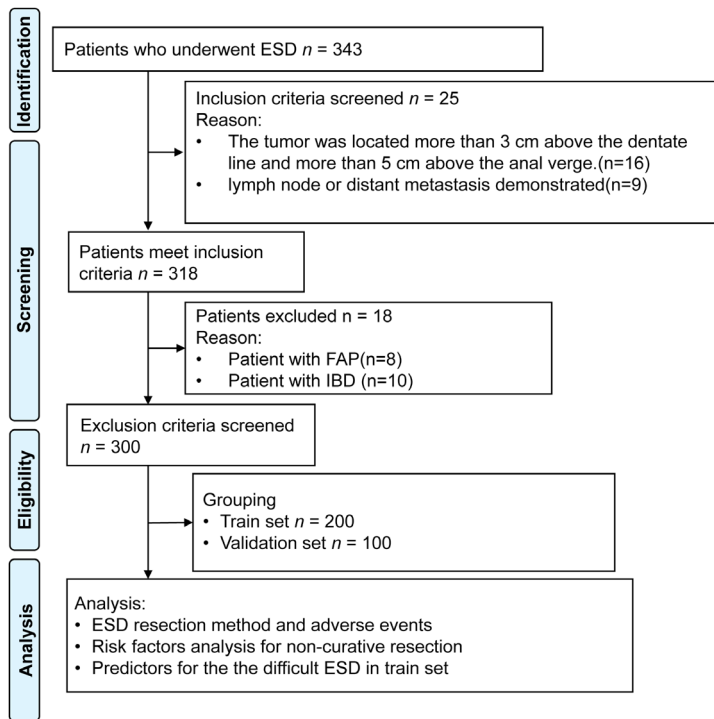 Identification
Patients who underwent ESD n = 343
Inclusion criteria screened n = 25
Reason:
• The tumor was located more than 3 cm above the dentate
line and more than 5 cm above the anal verge.(n=16)
• lymph node or distant metastasis demonstrated(n=9)
Screening
Patients meet inclusion
criteria n = 318
Patients excluded n = 18
Reason:
• Patient with FAP(n=8)
• Patient with IBD (n=10)
Exclusion criteria screened
n = 300
Eligibility
Grouping
• Train set n = 200
• Validation set n = 100
Analysis
Analysis:
• ESD resection method and adverse events
• Risk factors analysis for non-curative resection
• Predictors for the the difficult ESD in train set